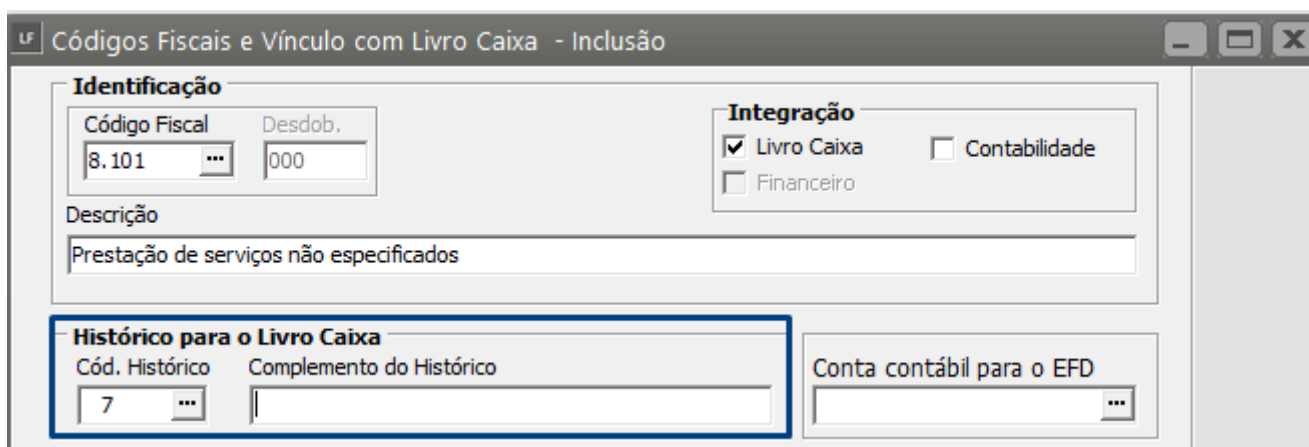 LF Códigos Fiscais e Vínculo com Livro Caixa - Inclusão
Identificação
Código Fiscal Desdob.
8.101 ... 000
Integração
Livro Caixa Contabilidade
Financeiro
Descrição
Prestação de serviços não especificados
Histórico para o Livro Caixa
Cód. Histórico Complemento do Histórico
7 ...
Conta contábil para o EFD
...